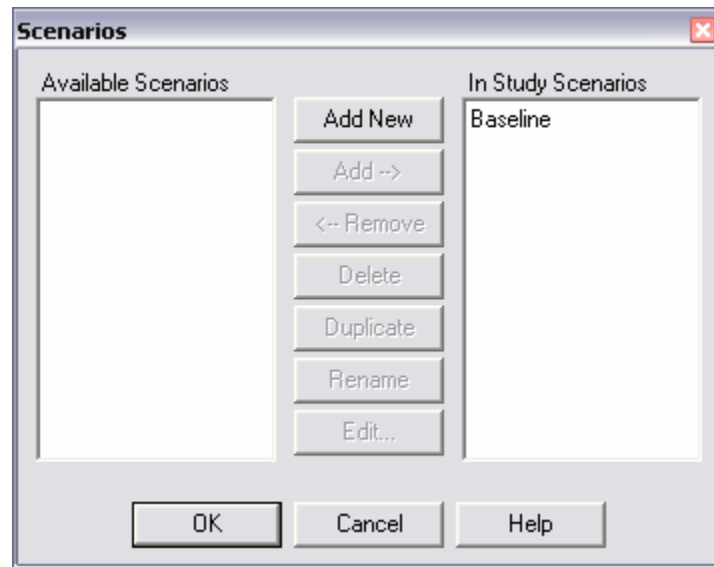 Scenarios
Available Scenarios
In Study Scenarios
Baseline
Add New
Add -->
<-- Remove
Delete
Duplicate
Rename
Edit...
OK
Cancel
Help